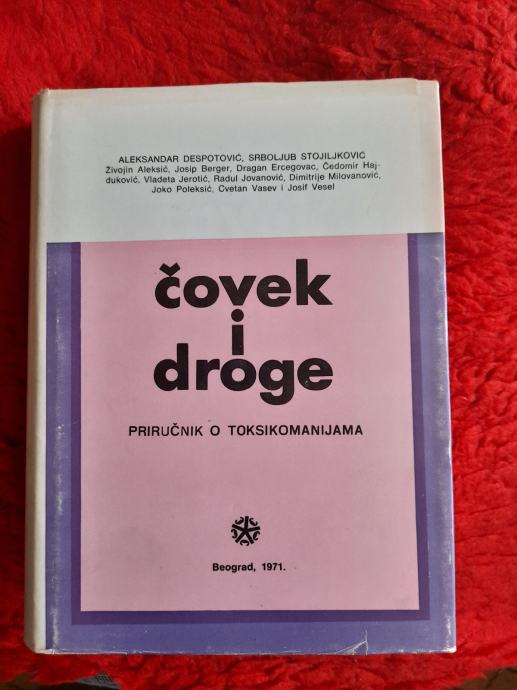 ALEKSANDAR DESPOTOVIĆ, SRBOLJUB STOJILJKOVIĆ
Živojin Aleksić, Josip Berger, Dragan Ercegovac, Čedomir Haj-
duković, Vladeta Jerotić, Radul Jovanović, Dimitrije Milovanović,
Joko Poleksić, Cvetan Vasev i Josif Vesel
čovek
i
droge
PRIRUČNIK O TOKSIKOMANIJAMA
Beograd, 1971.